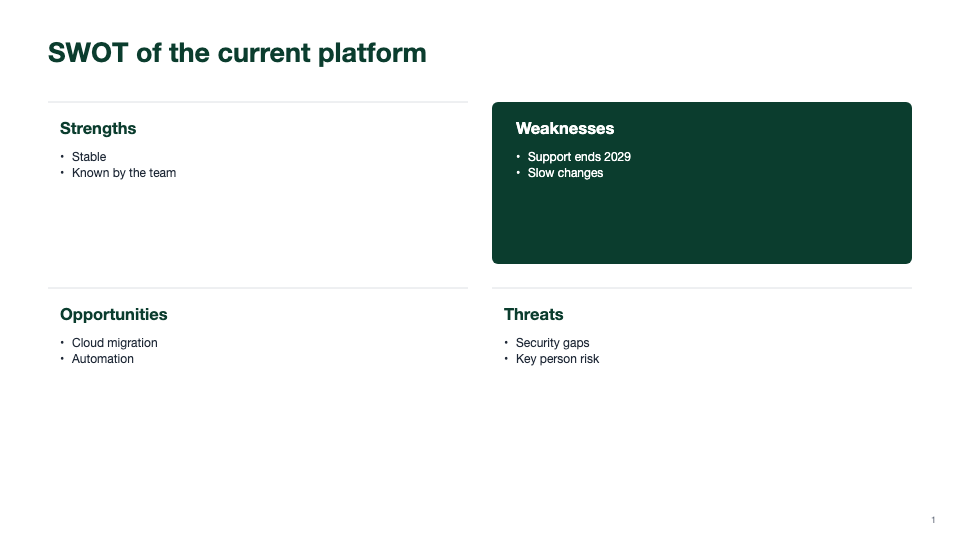 SWOT of the current platform
Strengths
• Stable
• Known by the team
Weaknesses
• Support ends 2029
• Slow changes
Opportunities
• Cloud migration
• Automation
Threats
• Security gaps
• Key person risk
1